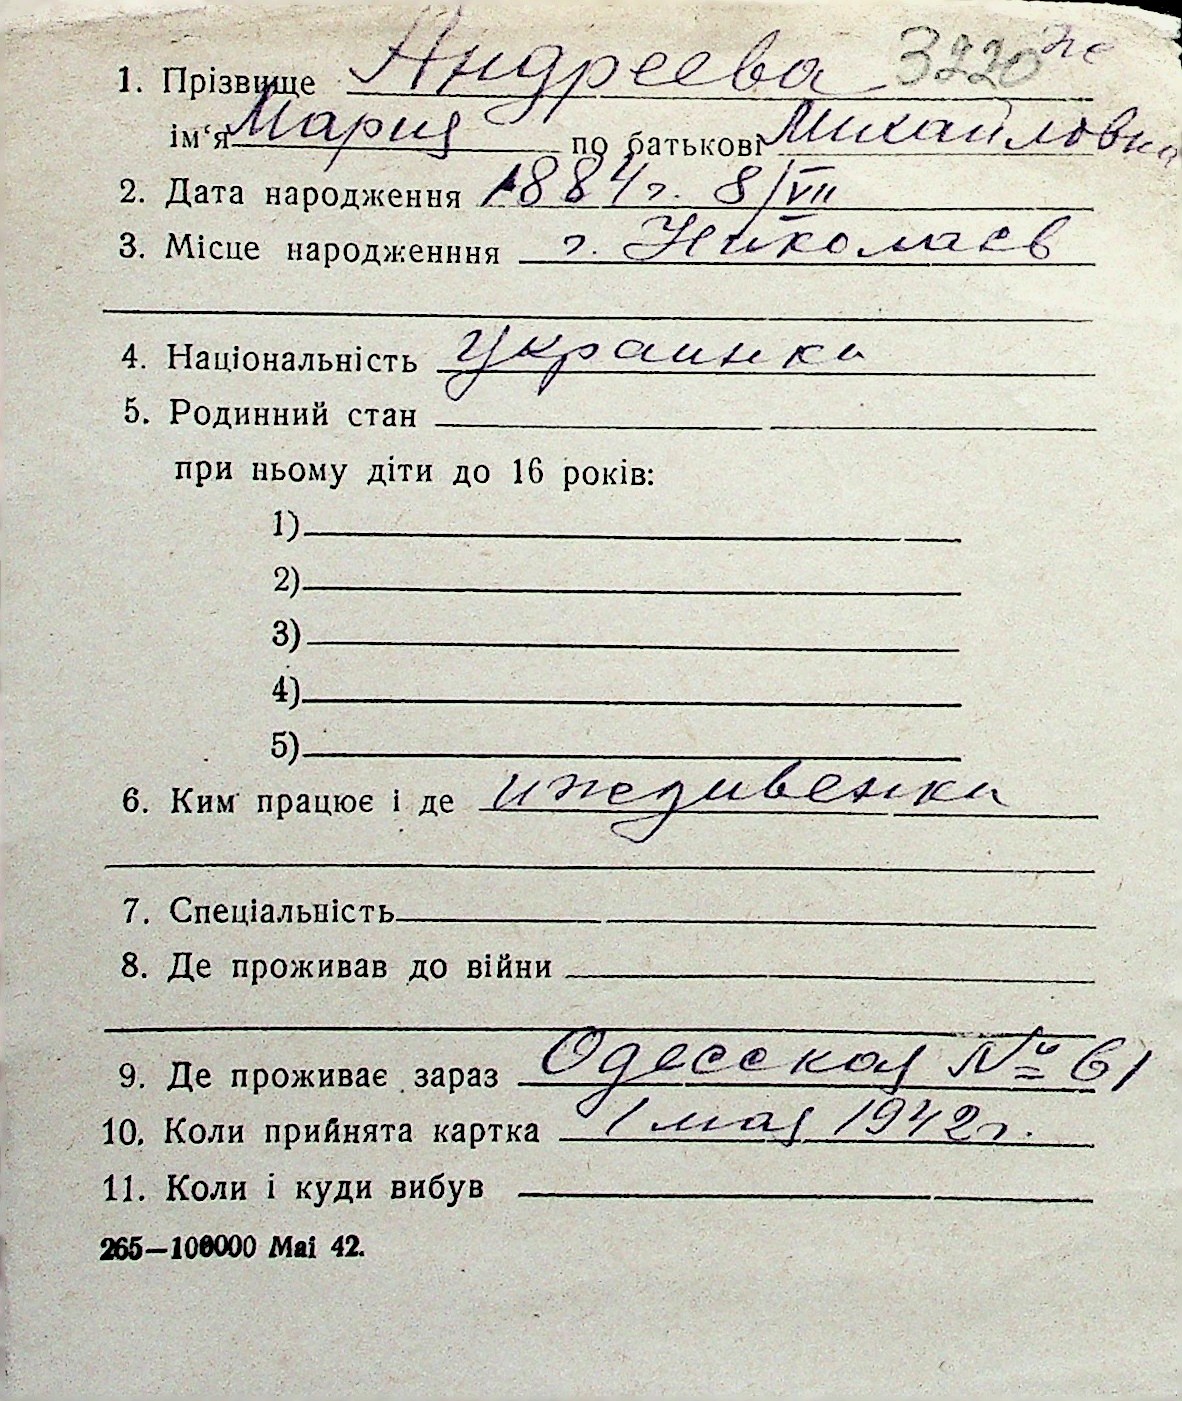 1. Прізвище Андреева 3220
ім‘я Мария по батькові Михайловна
2. Дата народження 1884 г. 8/VII
3. Місце народженння г. Николаев
4. Національність украинка
5. Родинний стан
при ньому діти до 16 років:
1)
2)
3)
4)
5)
6. Ким працює і де иждивенка
7. Спеціальність
8. Де проживав до війни
9. Де проживає зараз Одесская № 61
10. Коли прийнята картка 1 мая 1942 г.
11. Коли і куди вибув
265—100000 Mai 42.